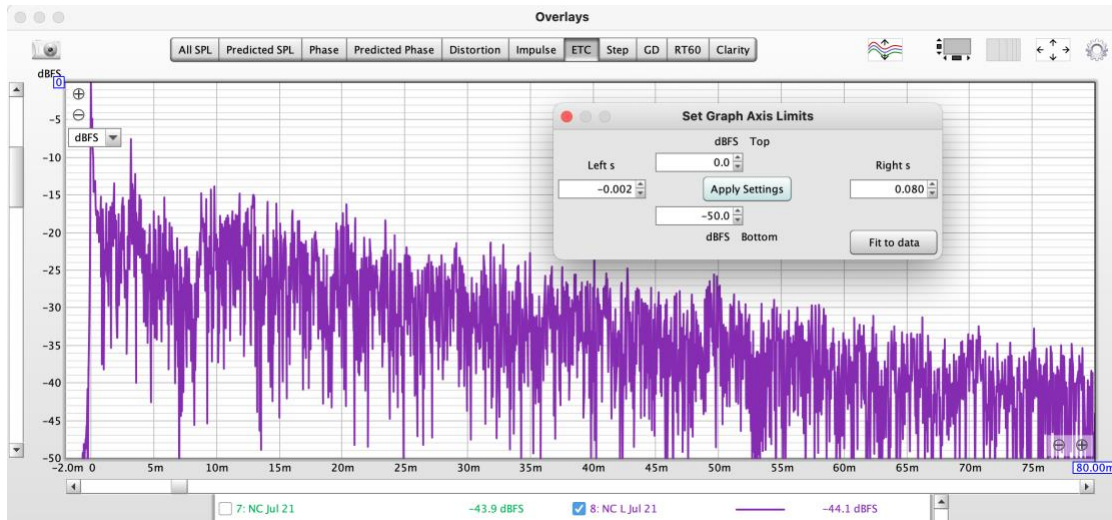 Overlays
All SPL Predicted SPL Phase Predicted Phase Distortion Impulse ETC Step GD RT60 Clarity
dBFS
0
-5
dBFS
-10
-15
-20
-25
-30
-35
-40
-45
-50
-2.0m 0 5m 10m 15m 20m 25m 30m 35m 40m 45m 50m 55m 60m 65m 70m 75m 80.00m
Set Graph Axis Limits
dBFS Top
Left s 0.0 Right s
-0.002 Apply Settings 0.080
-50.0
dBFS Bottom Fit to data
7: NC Jul 21 -43.9 dBFS 8: NC L Jul 21 -44.1 dBFS